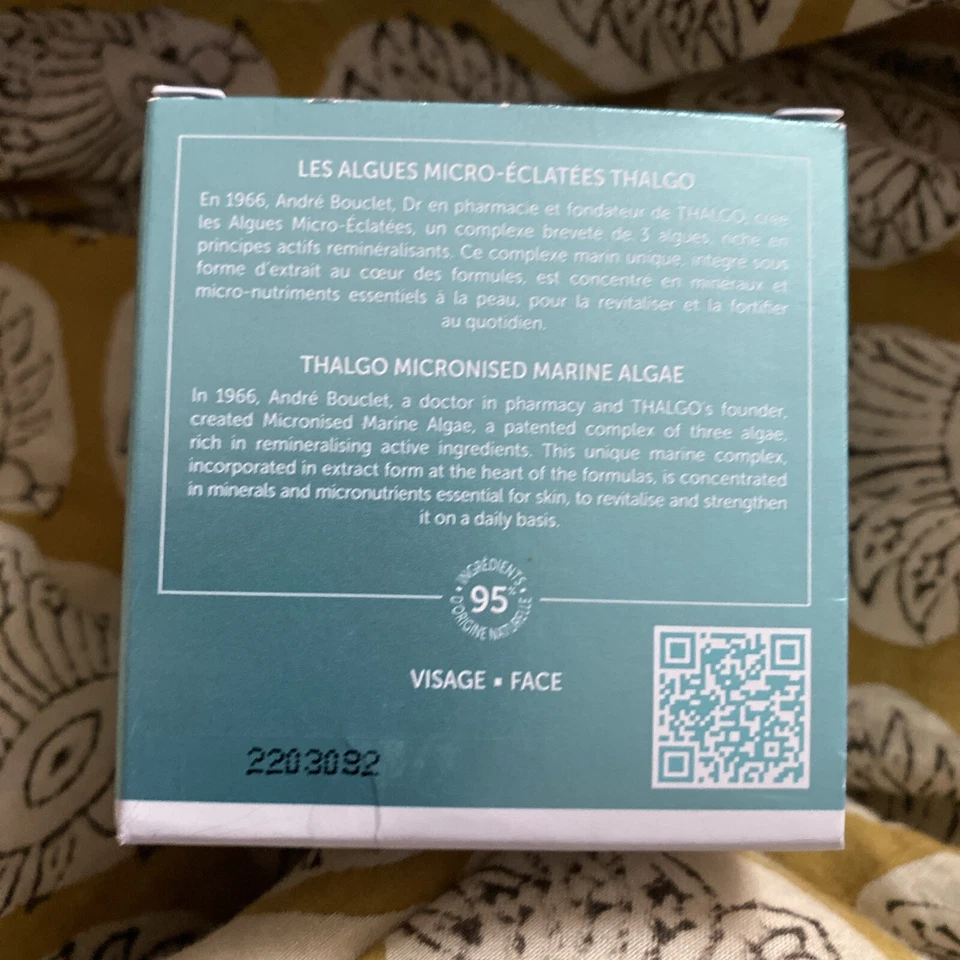 LES ALGUES MICRO-ÉCLATÉES THALGO
En 1966, André Bouclet, Dr en pharmacie et fondateur de THALGO, crée
les Algues Micro-Éclatées, un complexe breveté de 3 algues, riche en
principes actifs reminéralisants. Ce complexe marin unique, intégré sous
forme d'extrait au cœur des formules, est concentré en minéraux et
micro-nutriments essentiels à la peau, pour la revitaliser et la fortifier
au quotidien.
THALGO MICRONISED MARINE ALGAE
In 1966, André Bouclet, a doctor in pharmacy and THALGO's founder,
created Micronised Marine Algae, a patented complex of three algae,
rich in remineralising active ingredients. This unique marine complex,
incorporated in extract form at the heart of the formulas, is concentrated
in minerals and micronutrients essential for skin, to revitalise and strengthen
it on a daily basis.
• INGRÉDIENTS •
95%
D'ORIGINE NATURELLE
VISAGE ▪ FACE
2203092